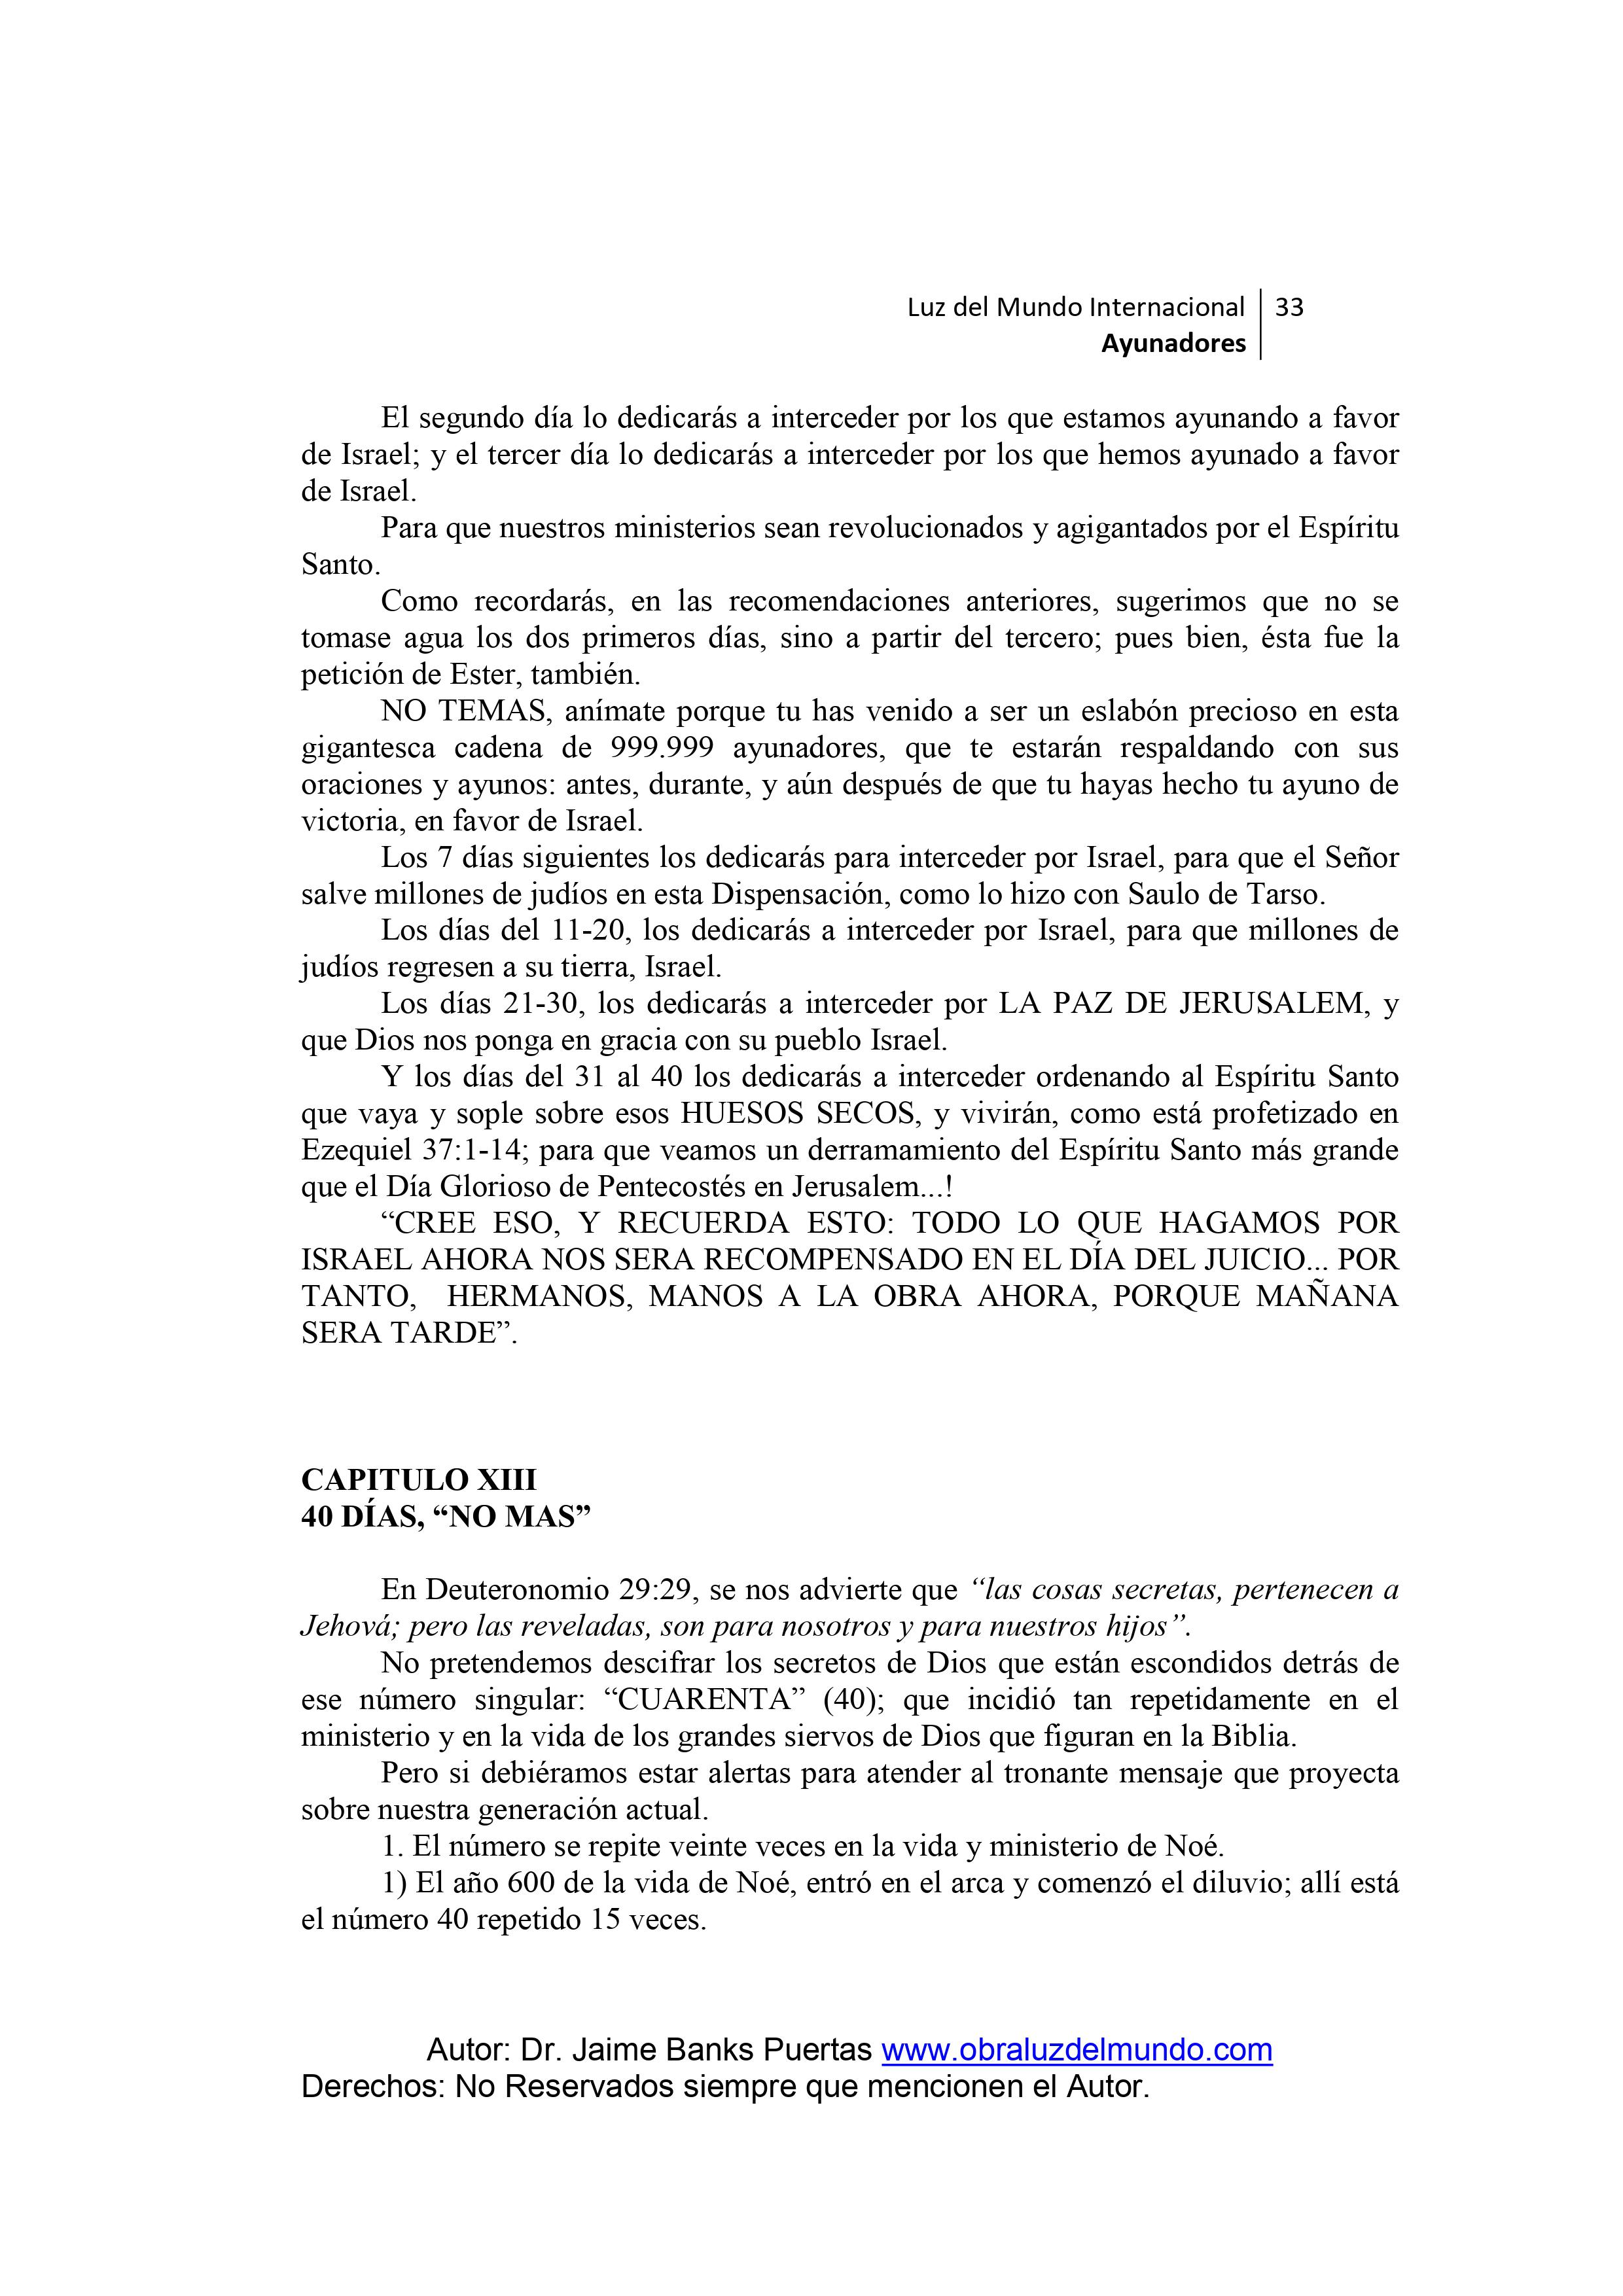 Luz del Mundo Internacional 33
Ayunadores
El segundo día lo dedicarás a interceder por los que estamos ayunando a favor
de Israel; y el tercer día lo dedicarás a interceder por los que hemos ayunado a favor
de Israel.
Para que nuestros ministerios sean revolucionados y agigantados por el Espíritu
Santo.
Como recordarás, en las recomendaciones anteriores, sugerimos que no se
tomase agua los dos primeros días, sino a partir del tercero; pues bien, ésta fue la
petición de Ester, también.
NO TEMAS, anímate porque tu has venido a ser un eslabón precioso en esta
gigantesca cadena de 999.999 ayunadores, que te estarán respaldando con sus
oraciones y ayunos: antes, durante, y aún después de que tu hayas hecho tu ayuno de
victoria, en favor de Israel.
Los 7 días siguientes los dedicarás para interceder por Israel, para que el Señor
salve millones de judíos en esta Dispensación, como lo hizo con Saulo de Tarso.
Los días del 11-20, los dedicarás a interceder por Israel, para que millones de
judíos regresen a su tierra, Israel.
Los días 21-30, los dedicarás a interceder por LA PAZ DE JERUSALEM, y
que Dios nos ponga en gracia con su pueblo Israel.
Y los días del 31 al 40 los dedicarás a interceder ordenando al Espíritu Santo
que vaya y sople sobre esos HUESOS SECOS, y vivirán, como está profetizado en
Ezequiel 37:1-14; para que veamos un derramamiento del Espíritu Santo más grande
que el Día Glorioso de Pentecostés en Jerusalem...!
“CREE ESO, Y RECUERDA ESTO: TODO LO QUE HAGAMOS POR
ISRAEL AHORA NOS SERA RECOMPENSADO EN EL DÍA DEL JUICIO... POR
TANTO, HERMANOS, MANOS A LA OBRA AHORA, PORQUE MAÑANA
SERA TARDE”.
CAPITULO XIII
40 DÍAS, “NO MAS”
En Deuteronomio 29:29, se nos advierte que “las cosas secretas, pertenecen a
Jehová; pero las reveladas, son para nosotros y para nuestros hijos”.
No pretendemos descifrar los secretos de Dios que están escondidos detrás de
ese número singular: “CUARENTA” (40); que incidió tan repetidamente en el
ministerio y en la vida de los grandes siervos de Dios que figuran en la Biblia.
Pero si debiéramos estar alertas para atender al tronante mensaje que proyecta
sobre nuestra generación actual.
1. El número se repite veinte veces en la vida y ministerio de Noé.
1) El año 600 de la vida de Noé, entró en el arca y comenzó el diluvio; allí está
el número 40 repetido 15 veces.
Autor: Dr. Jaime Banks Puertas www.obraluzdelmundo.com
Derechos: No Reservados siempre que mencionen el Autor.